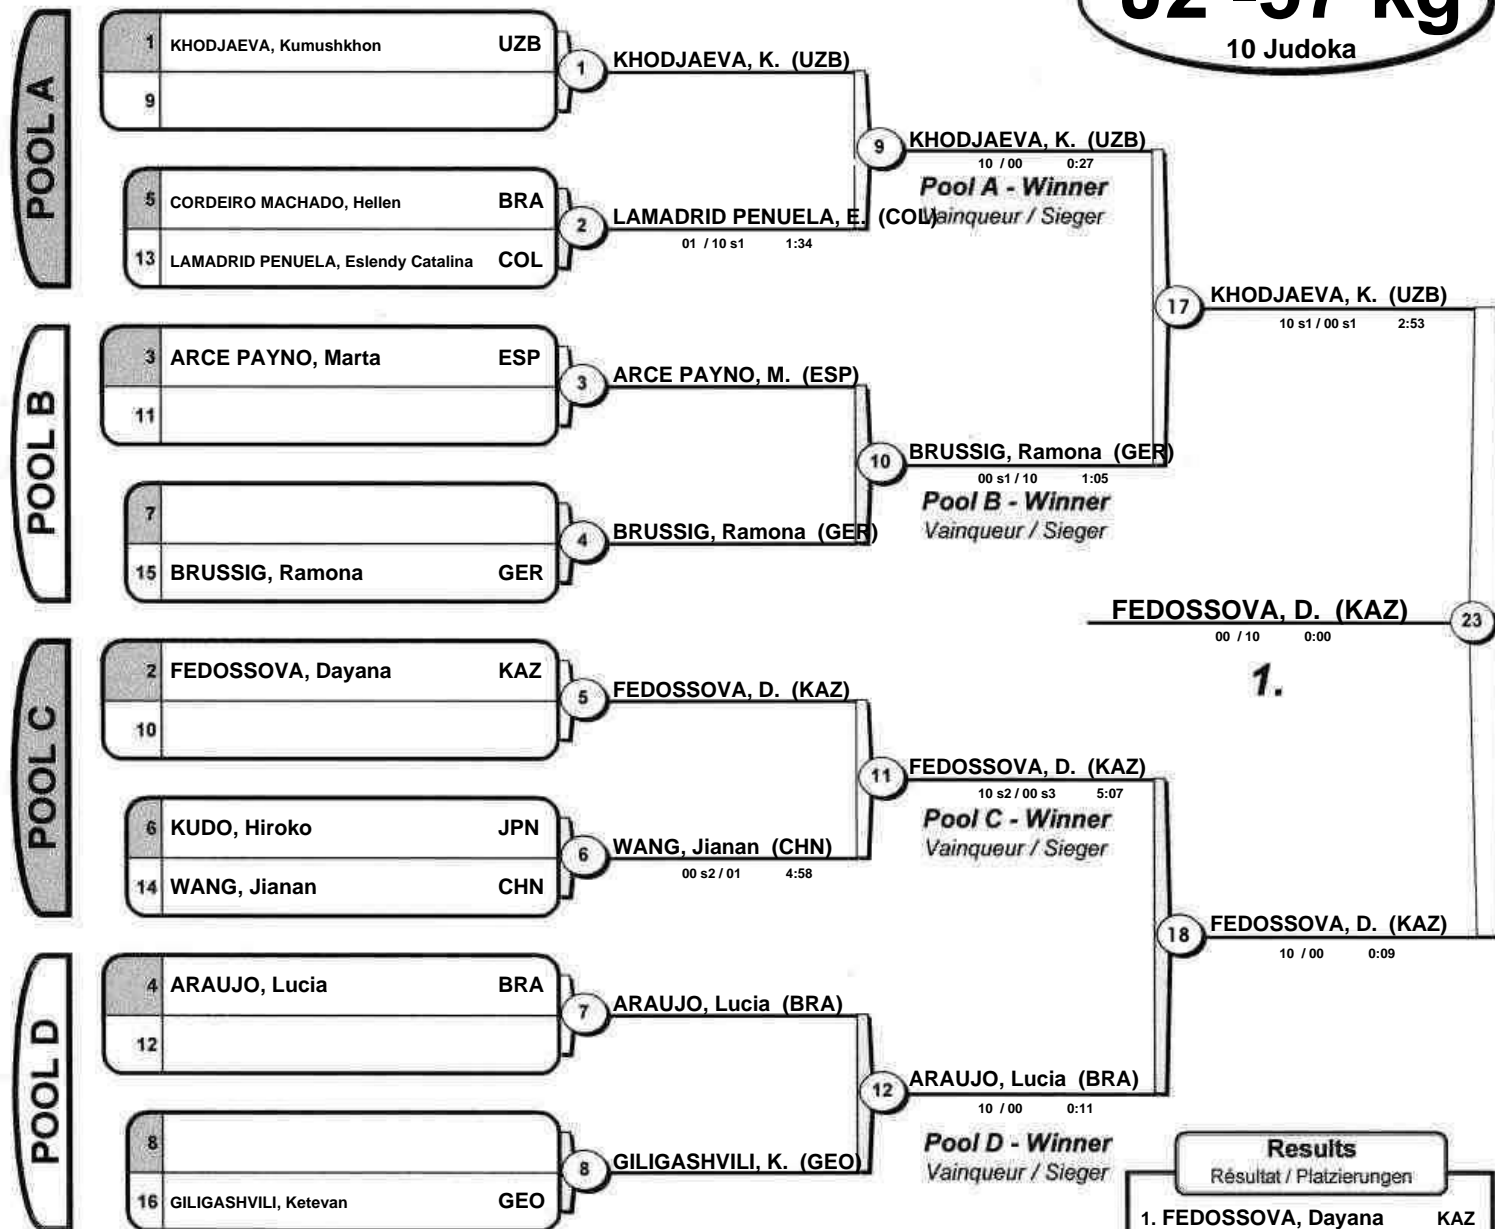 -57 kg
10 Judoka
POOL A
1 KHODJAEVA, Kumushkhon UZB
9
5 CORDEIRO MACHADO, Hellen BRA
13 LAMADRID PENUELA, Eslendy Catalina COL
1 KHODJAEVA, K. (UZB)
2 LAMADRID PENUELA, E. (COL)
01 / 10 s1 1:34
9 KHODJAEVA, K. (UZB)
10 / 00 0:27
Pool A - Winner
Vainqueur / Sieger
POOL B
3 ARCE PAYNO, Marta ESP
11
7
15 BRUSSIG, Ramona GER
3 ARCE PAYNO, M. (ESP)
4 BRUSSIG, Ramona (GER)
10 BRUSSIG, Ramona (GER)
00 s1 / 10 1:05
Pool B - Winner
Vainqueur / Sieger
17 KHODJAEVA, K. (UZB)
10 s1 / 00 s1 2:53
FEDOSSOVA, D. (KAZ) 23
00 / 10 0:00
1.
POOL C
2 FEDOSSOVA, Dayana KAZ
10
6 KUDO, Hiroko JPN
14 WANG, Jianan CHN
5 FEDOSSOVA, D. (KAZ)
6 WANG, Jianan (CHN)
00 s2 / 01 4:58
11 FEDOSSOVA, D. (KAZ)
10 s2 / 00 s3 5:07
Pool C - Winner
Vainqueur / Sieger
POOL D
4 ARAUJO, Lucia BRA
12
8
16 GILIGASHVILI, Ketevan GEO
7 ARAUJO, Lucia (BRA)
8 GILIGASHVILI, K. (GEO)
12 ARAUJO, Lucia (BRA)
10 / 00 0:11
Pool D - Winner
Vainqueur / Sieger
18 FEDOSSOVA, D. (KAZ)
10 / 00 0:09
Results
Résultat / Platzierungen
1. FEDOSSOVA, Dayana KAZ